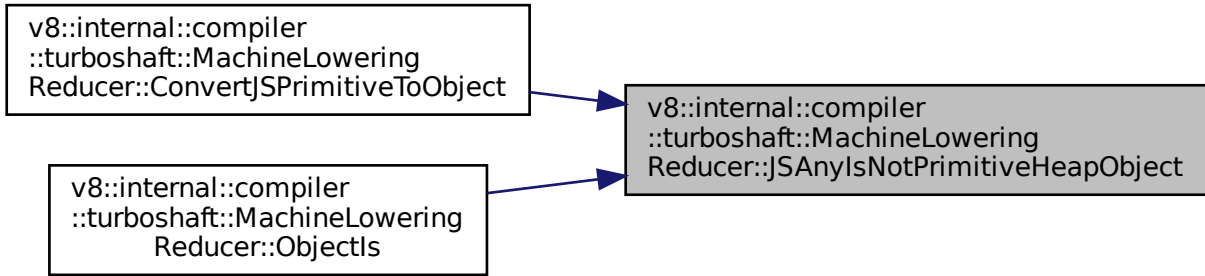 v8::internal::compiler
::turboshaft::MachineLowering
Reducer::ConvertJSPrimitiveToObject
v8::internal::compiler
::turboshaft::MachineLowering
Reducer::JSAnyIsNotPrimitiveHeapObject
v8::internal::compiler
::turboshaft::MachineLowering
Reducer::ObjectIs